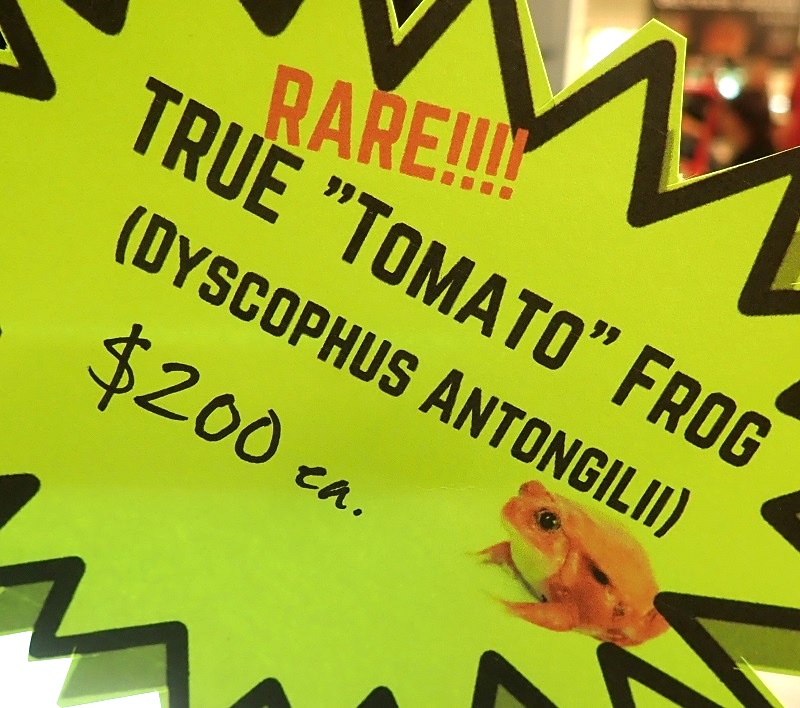 RARE!!!!
TRUE "TOMATO" FROG
(DYSCOPHUS ANTONGILII)
$200 ea.